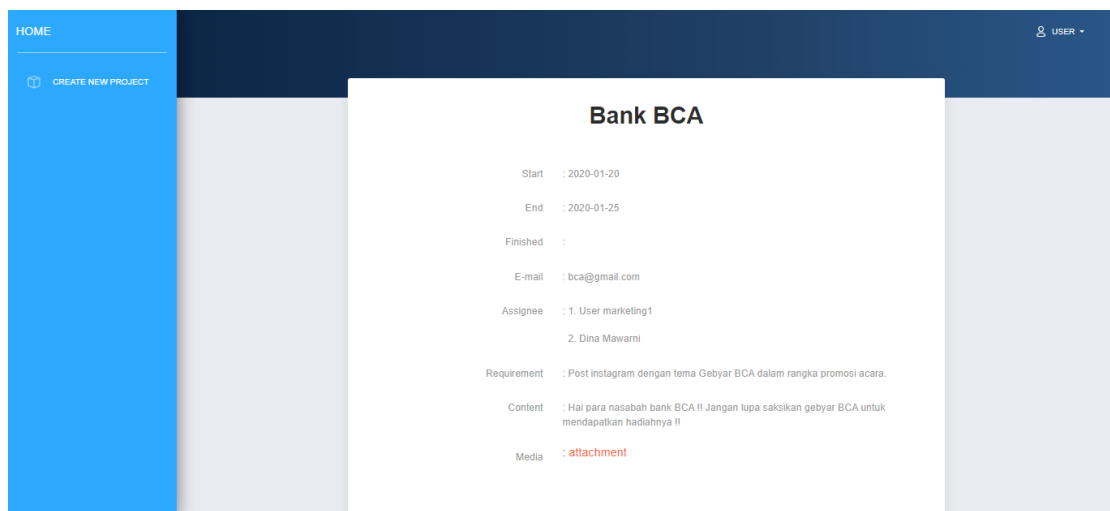 HOME
USER
CREATE NEW PROJECT
Bank BCA
Start : 2020-01-20
End : 2020-01-25
Finished :
E-mail : bca@gmail.com
Assignee : 1. User marketing1
2. Dina Mawarni
Requirement : Post instagram dengan tema Gebyar BCA dalam rangka promosi acara.
Content : Hai para nasabah bank BCA !! Jangan lupa saksikan gebyar BCA untuk
mendapatkan hadiahnya !!
Media : attachment